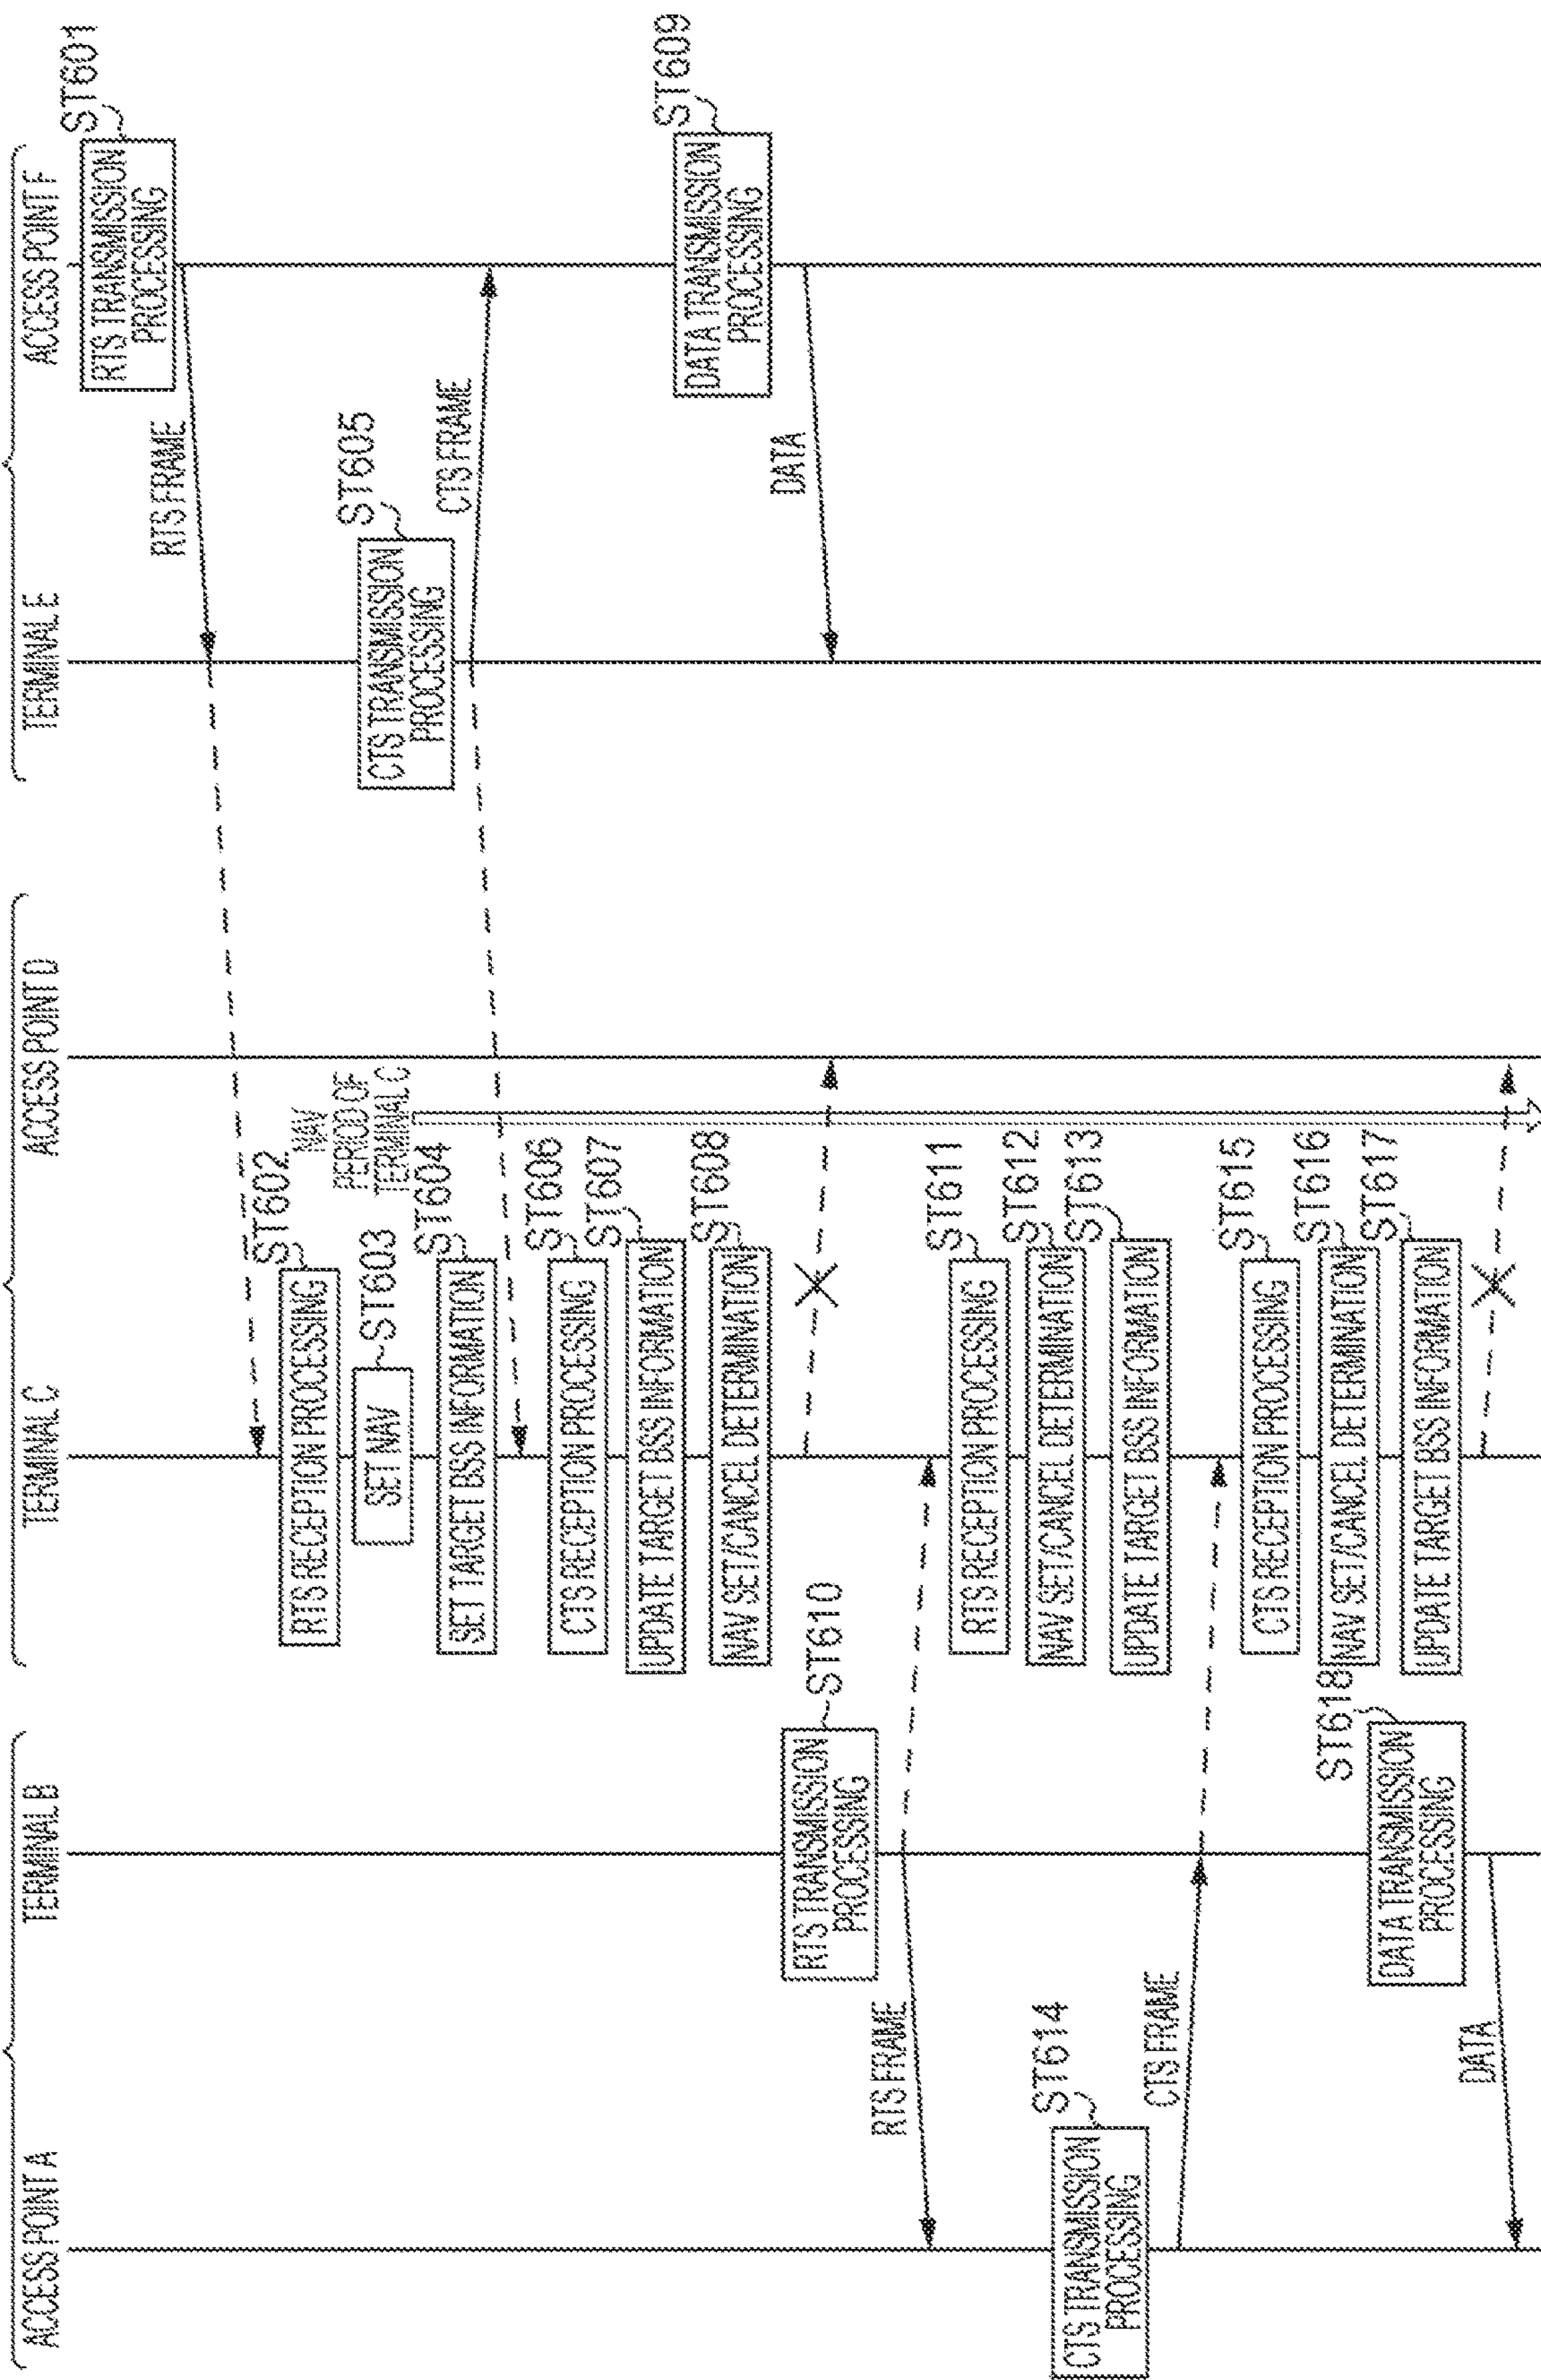 ACCESS POINT A
TERMINAL B
TERMINAL C
ACCESS POINT D
TERMINAL E
ACCESS POINT F
ST601
RTS TRANSMISSION
PROCESSING
RTS FRAME
ST602
RTS RECEPTION PROCESSING
NAV
PERIOD OF
TERMINAL C
ST603
SET NAV
ST604
SET TARGET BSS INFORMATION
ST605
CTS TRANSMISSION
PROCESSING
CTS FRAME
ST606
CTS RECEPTION PROCESSING
ST607
UPDATE TARGET BSS INFORMATION
ST608
NAV SET/CANCEL DETERMINATION
ST609
DATA TRANSMISSION
PROCESSING
DATA
ST610
RTS TRANSMISSION
PROCESSING
RTS FRAME
ST611
RTS RECEPTION PROCESSING
ST612
NAV SET/CANCEL DETERMINATION
ST613
UPDATE TARGET BSS INFORMATION
ST614
CTS TRANSMISSION
PROCESSING
CTS FRAME
ST615
CTS RECEPTION PROCESSING
ST616
NAV SET/CANCEL DETERMINATION
ST617
UPDATE TARGET BSS INFORMATION
ST618
DATA TRANSMISSION
PROCESSING
DATA